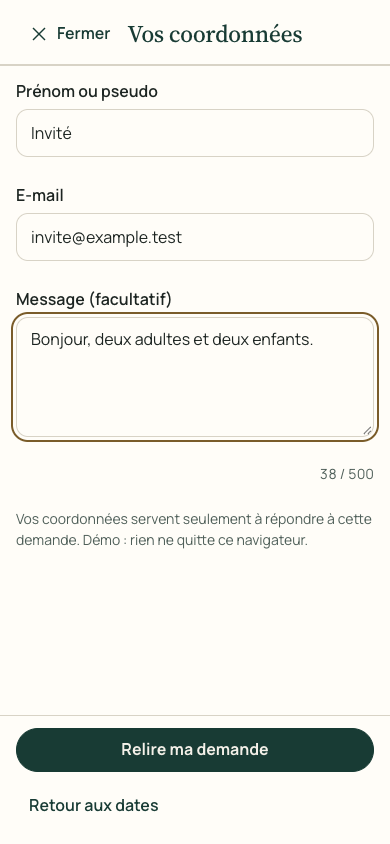 Fermer Vos coordonnées
Prénom ou pseudo
Invité
E-mail
invite@example.test
Message (facultatif)
Bonjour, deux adultes et deux enfants.
38 / 500
Vos coordonnées servent seulement à répondre à cette
demande. Démo : rien ne quitte ce navigateur.
Relire ma demande
Retour aux dates